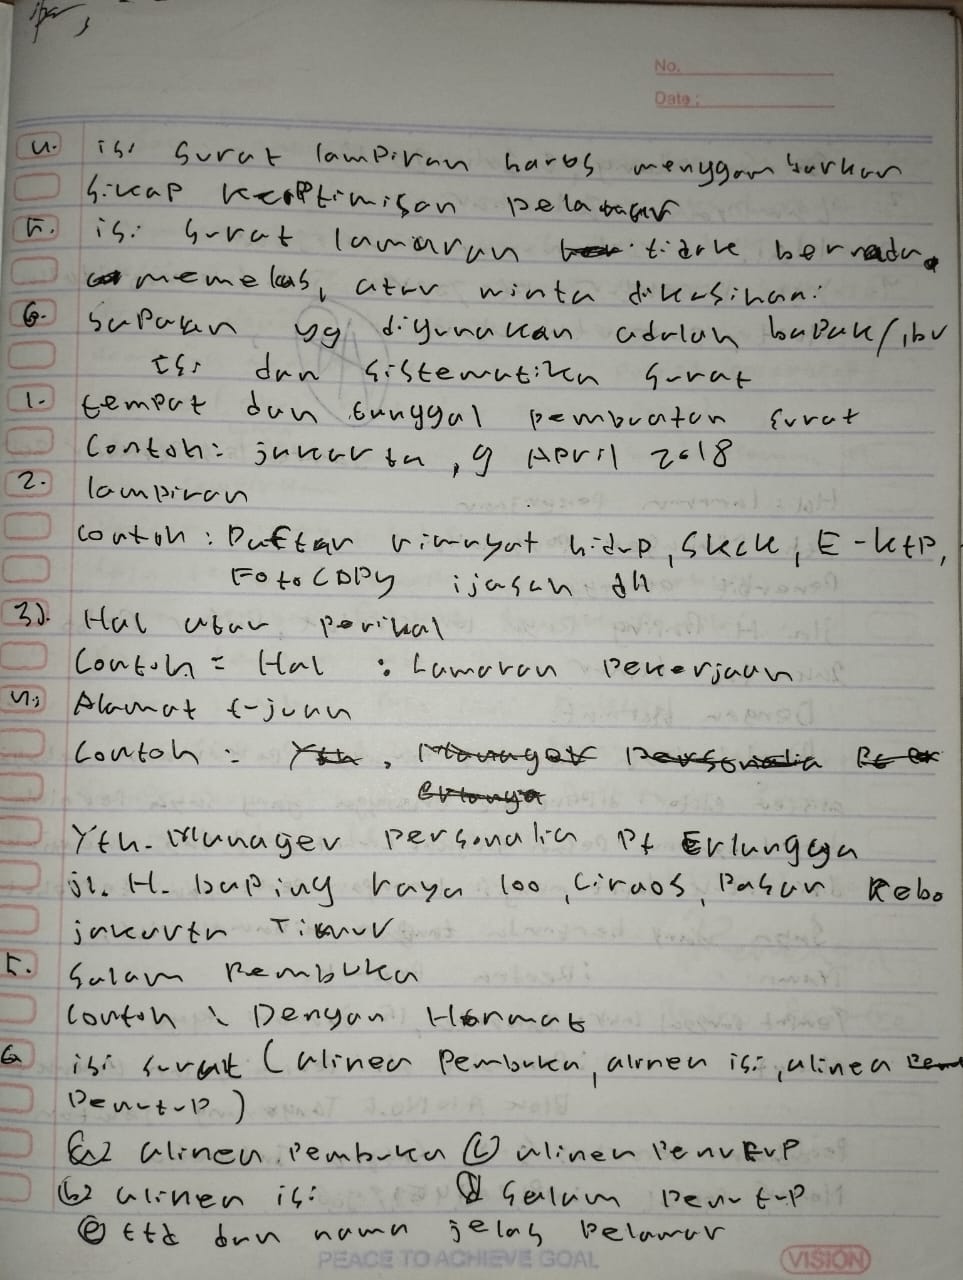 No.
Date:
4. isi surat lampiran harus menggambarkan
sikap keoptimisan pelamar
5. isi surat lamaran tidak bernada
memelas, atau minta dikasihani
6. Sapaan yg digunakan adalah bapak/ibu
Isi dan sistematika surat
1. tempat dan tanggal pembuatan surat
Contoh: jakarta, 9 April 2018
2. lampiran
contoh: Daftar riwayat hidup, Skck, E-ktp,
FotoCOPy ijasah dll
3). Hal atau perihal
Contoh = Hal : Lamaran pekerjaan
4. Alamat tujuan
Contoh: Yth, Manager Personalia
Erlangga
Yth. Manager personalia Pt Erlangga
jl. H. baping raya 100, Ciraos, Pasar Rebo
jakarta Timur
5. Salam Pembuka
Contoh: Dengan Hormat
6 isi surat (alinea Pembuka, alinea isi, alinea
Penutup)
(a) alinea Pembuka (c) alinea Penutup
(b) alinea isi (d) Salam Penutup
(e) ttd dan nama jelas Pelamar
PEACE TO ACHIEVE GOAL VISION